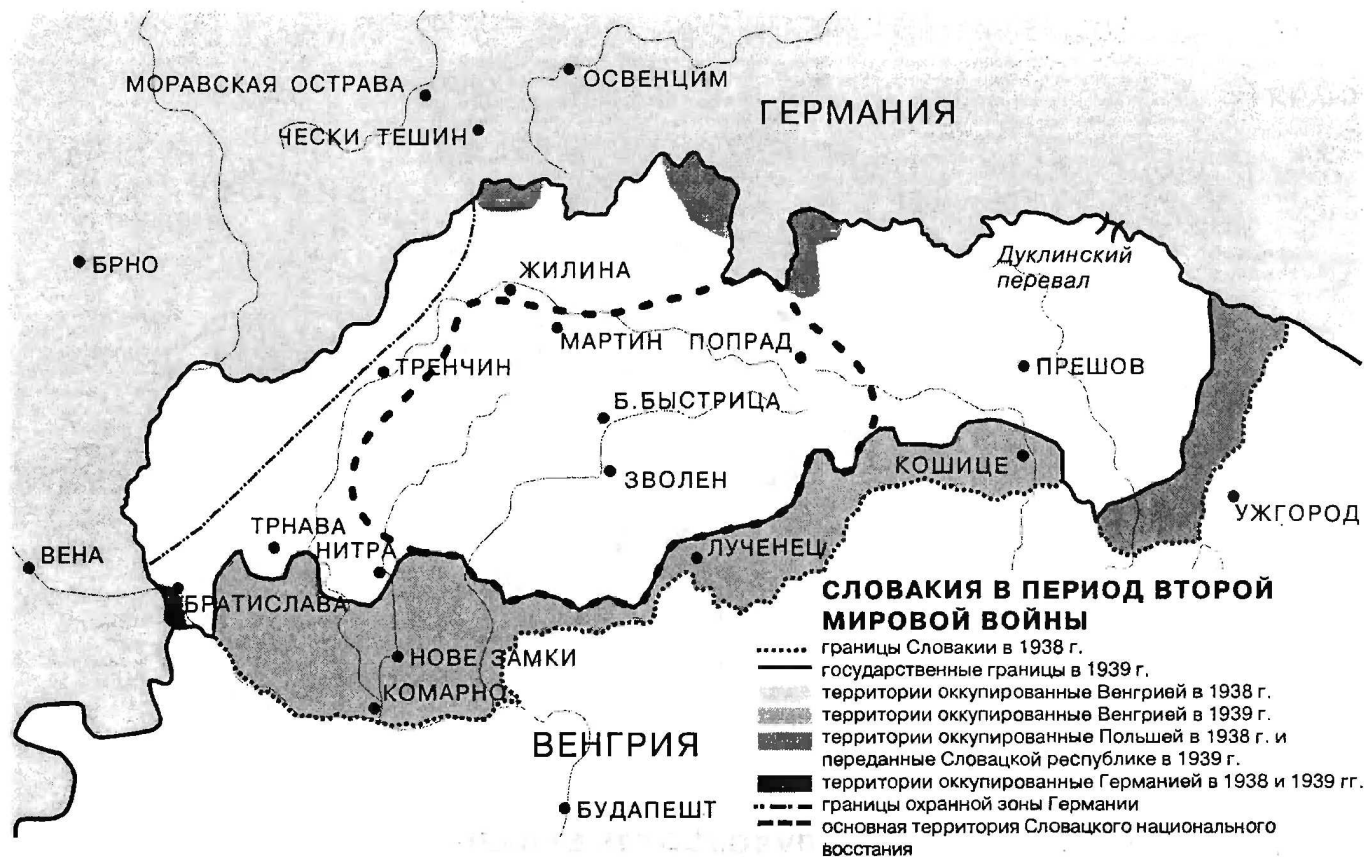 МОРАВСКАЯ ОСТРАВА
ОСВЕНЦИМ
ГЕРМАНИЯ
ЧЕСКИ ТЕШИН
БРНО
ЖИЛИНА
Дуклинский
перевал
МАРТИН
ПОПРАД
ТРЕНЧИН
ПРЕШОВ
Б.БЫСТРИЦА
КОШИЦЕ
ЗВОЛЕН
УЖГОРОД
ТРНАВА
НИТРА
ВЕНА
ЛУЧЕНЕЦ
БРАТИСЛАВА
НОВЕ ЗАМКИ
КОМАРНО
ВЕНГРИЯ
БУДАПЕШТ
СЛОВАКИЯ В ПЕРИОД ВТОРОЙ
МИРОВОЙ ВОЙНЫ
границы Словакии в 1938 г.
государственные границы в 1939 г.
территории оккупированные Венгрией в 1938 г.
территории оккупированные Венгрией в 1939 г.
территории оккупированные Польшей в 1938 г. и
переданные Словацкой республике в 1939 г.
территории оккупированные Германией в 1938 и 1939 гг.
границы охранной зоны Германии
основная территория Словацкого национального
восстания